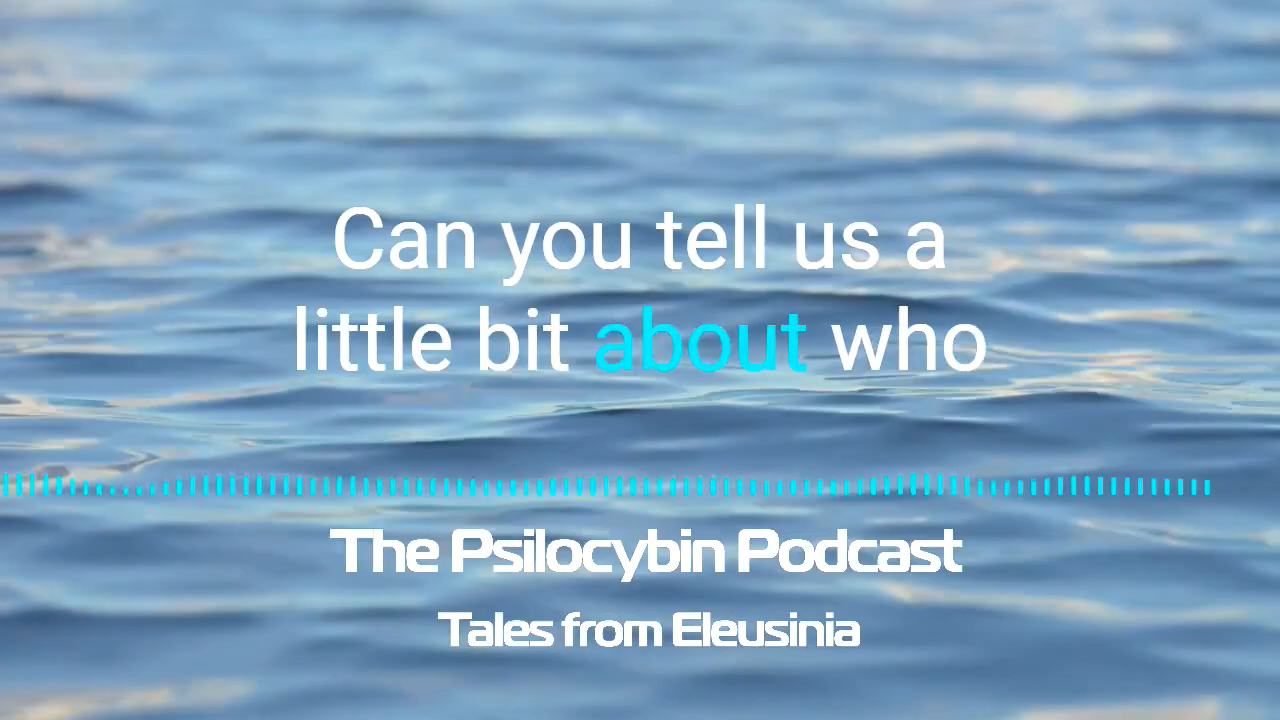 Can you tell us a
little bit about who
The Psilocybin Podcast
Tales from Eleusinia